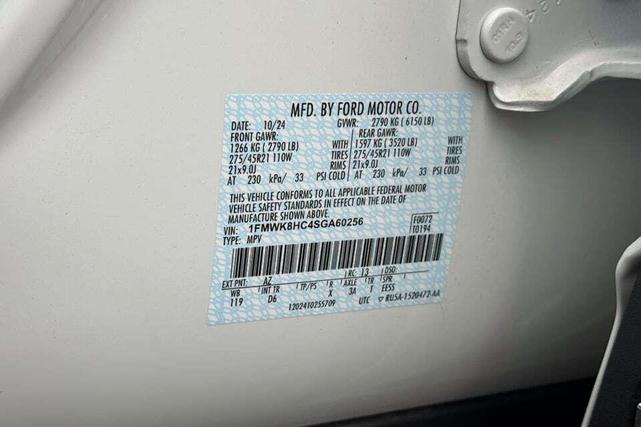 MFD. BY FORD MOTOR CO.
DATE: 10/24 GVWR: 2790 KG ( 6150 LB)
FRONT GAWR: REAR GAWR:
1266 KG ( 2790 LB) WITH 1597 KG ( 3520 LB) WITH
275/45R21 110W TIRES 275/45R21 110W TIRES
21x9.0J RIMS 21x9.0J RIMS
AT 230 kPa/ 33 PSI COLD AT 230 kPa/ 33 PSI COLD
THIS VEHICLE CONFORMS TO ALL APPLICABLE FEDERAL MOTOR
VEHICLE SAFETY STANDARDS IN EFFECT ON THE DATE OF
MANUFACTURE SHOWN ABOVE.
VIN: 1FMWK8HC4SGA60256 F0072
TYPE: MPV T0194
EXT PNT: AZ RC: 13 DSO:
WB INT TR TP/PS R AXLE TR SPR
119 D6 X 3A T EESS
1202410255709 UTC ▽ RU5A-1520472-AA